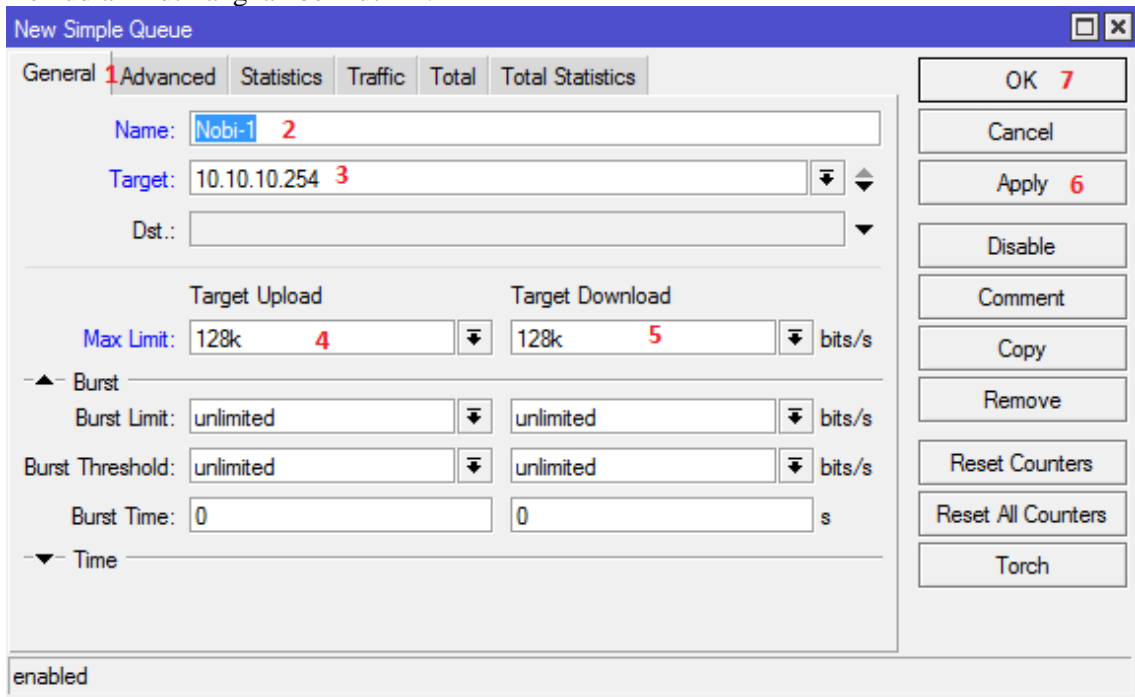 New Simple Queue
General 1 Advanced Statistics Traffic Total Total Statistics
Name: Nobi-1 2
Target: 10.10.10.254 3
Dst.:
Target Upload Target Download
Max Limit: 128k 4 128k 5 bits/s
Burst
Burst Limit: unlimited unlimited bits/s
Burst Threshold: unlimited unlimited bits/s
Burst Time: 0 0 s
Time
enabled
OK 7
Cancel
Apply 6
Disable
Comment
Copy
Remove
Reset Counters
Reset All Counters
Torch